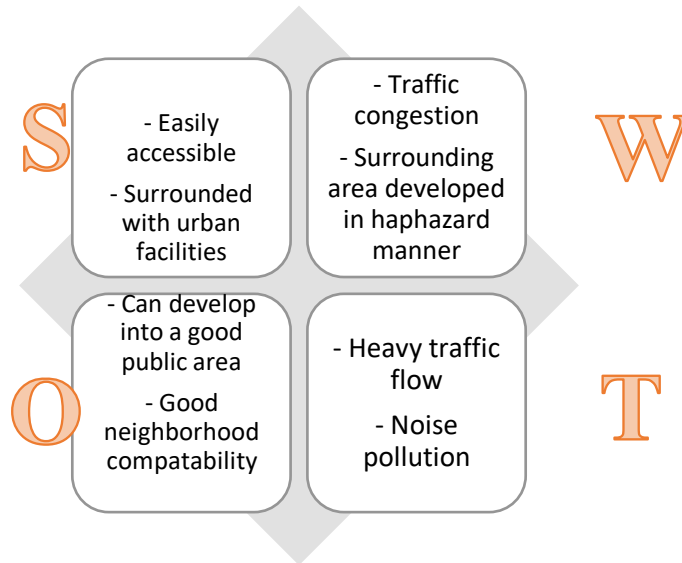 S
- Easily
accessible
- Surrounded
with urban
facilities
W
- Traffic
congestion
- Surrounding
area developed
in haphazard
manner
O
- Can develop
into a good
public area
- Good
neighborhood
compatability
T
- Heavy traffic
flow
- Noise
pollution